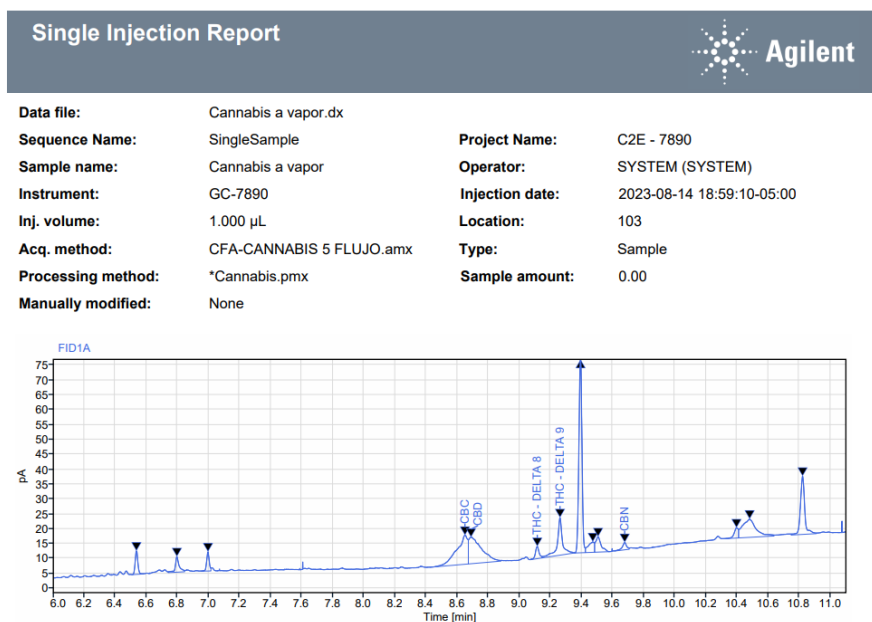 Single Injection Report
Agilent
Data file: Cannabis a vapor.dx
Sequence Name: SingleSample Project Name: C2E - 7890
Sample name: Cannabis a vapor Operator: SYSTEM (SYSTEM)
Instrument: GC-7890 Injection date: 2023-08-14 18:59:10-05:00
Inj. volume: 1.000 µL Location: 103
Acq. method: CFA-CANNABIS 5 FLUJO.amx Type: Sample
Processing method: *Cannabis.pmx Sample amount: 0.00
Manually modified: None
FID1A
75
70
65
60
55
50
45
40
35
30
25
20
15
10
5
0
pA
CBC
CBD
THC - DELTA 8
THC - DELTA 9
CBN
6.0 6.2 6.4 6.6 6.8 7.0 7.2 7.4 7.6 7.8 8.0 8.2 8.4 8.6 8.8 9.0 9.2 9.4 9.6 9.8 10.0 10.2 10.4 10.6 10.8 11.0
Time [min]